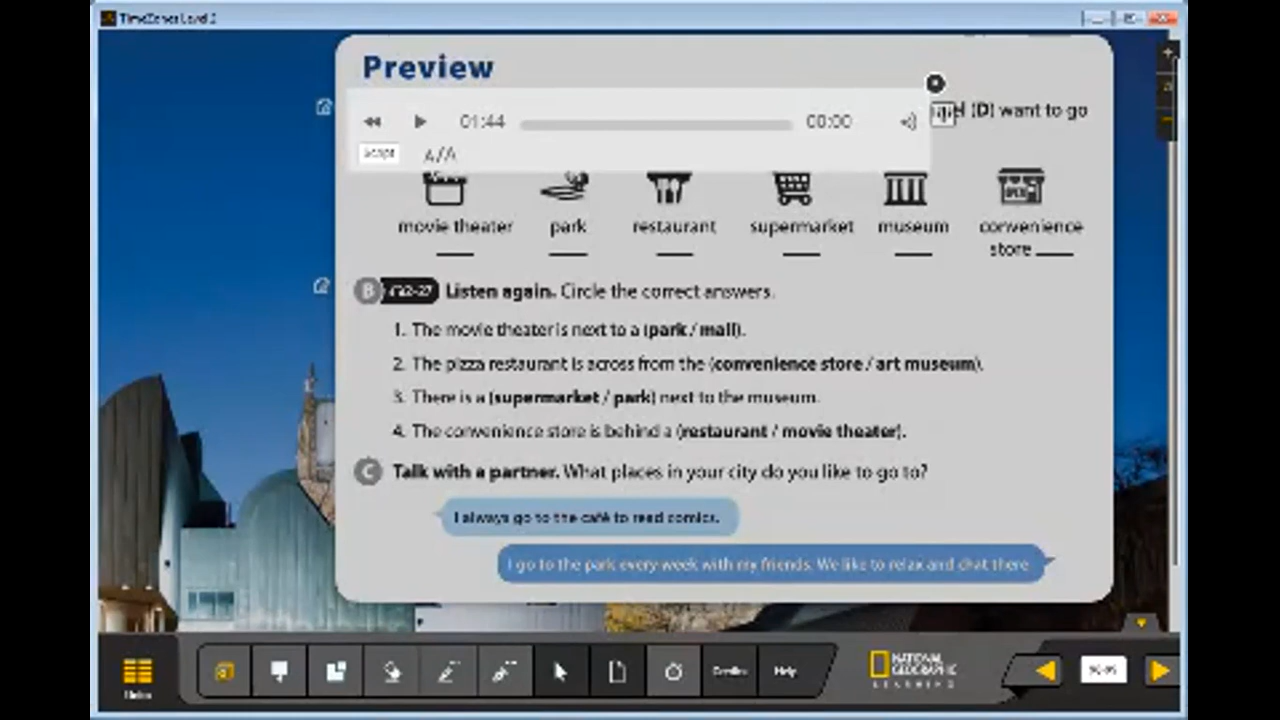 TimeZones Level 2
Preview
(D) want to go
01:44
00:00
Script
A/A
movie theater
park
restaurant
supermarket
museum
convenience
store
B Listen again. Circle the correct answers.
1. The movie theater is next to a (park / mall).
2. The pizza restaurant is across from the (convenience store / art museum).
3. There is a (supermarket / park) next to the museum.
4. The convenience store is behind a (restaurant / movie theater).
C Talk with a partner. What places in your city do you like to go to?
I always go to the café to read comics.
I go to the park every week with my friends. We like to relax and chat there
Credits
Help
NATIONAL
GEOGRAPHIC
LEARNING